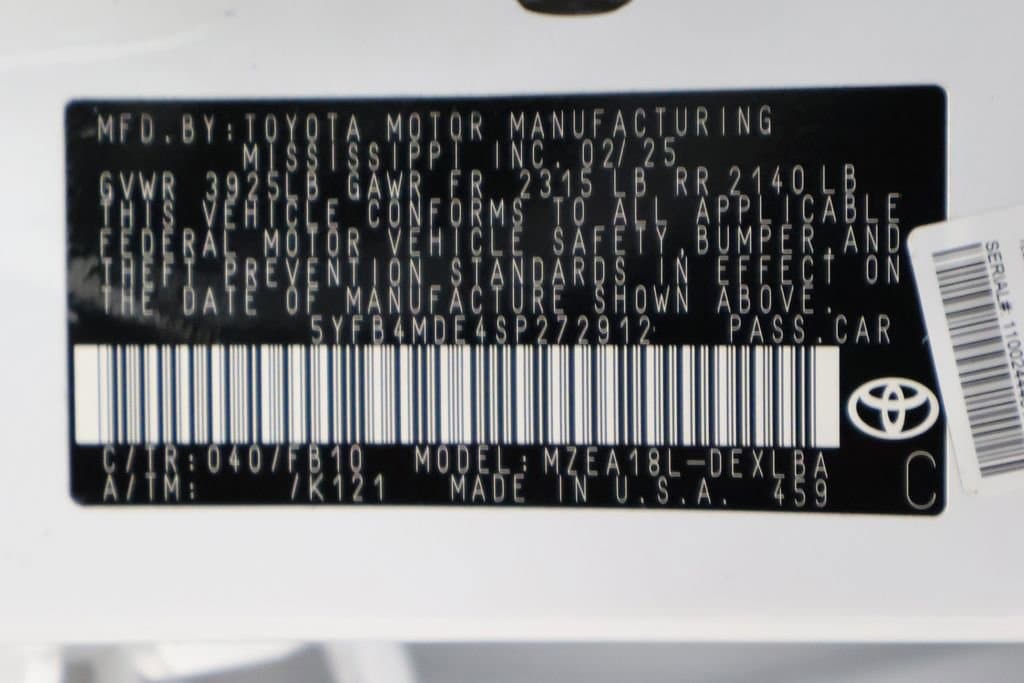 MFD.BY:TOYOTA MOTOR MANUFACTURING
MISSISSIPPI INC. 02/25
GVWR 3925LB GAWR FR 2315 LB RR 2140 LB
THIS VEHICLE CONFORMS TO ALL APPLICABLE
FEDERAL MOTOR VEHICLE SAFETY,BUMPER,AND
THEFT PREVENTION STANDARDS IN EFFECT ON
THE DATE OF MANUFACTURE SHOWN ABOVE.
5YFB4MDE4SP272912 PASS.CAR
C/TR:040/FB10 MODEL:MZEA18L-DEXLBA
A/TM: /K121 MADE IN U.S.A. 459
C
SERIAL#